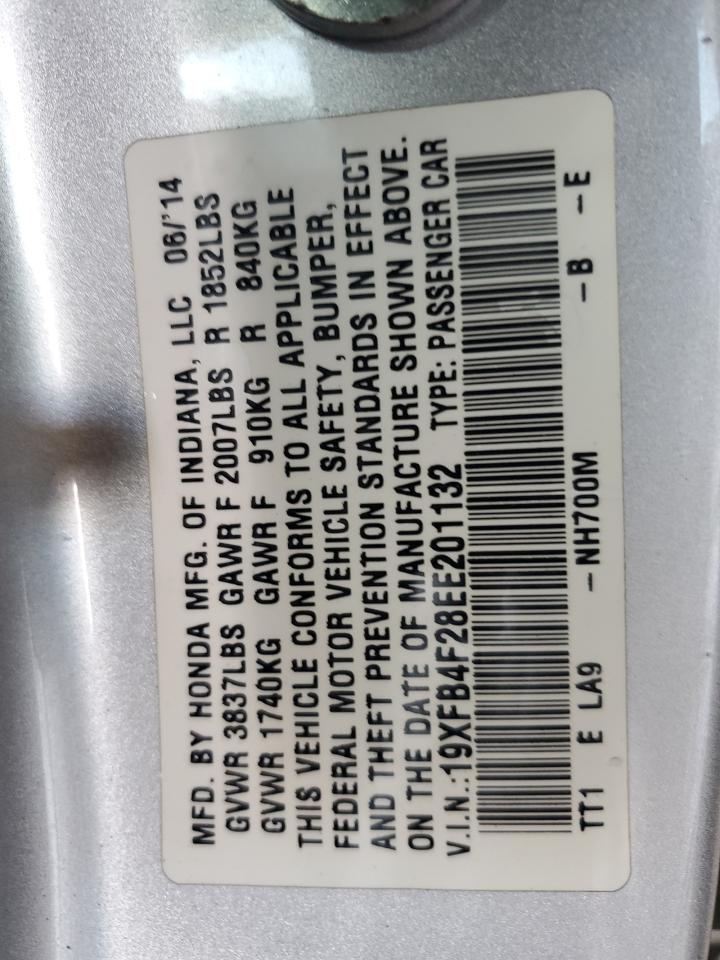 MFD. BY HONDA MFG. OF INDIANA, LLC 06/'14
GVWR 3837LBS GAWR F 2007LBS R 1852LBS
GVWR 1740KG GAWR F 910KG R 840KG
THIS VEHICLE CONFORMS TO ALL APPLICABLE
FEDERAL MOTOR VEHICLE SAFETY, BUMPER,
AND THEFT PREVENTION STANDARDS IN EFFECT
ON THE DATE OF MANUFACTURE SHOWN ABOVE.
V.I.N.:19XFB4F28EE201132 TYPE: PASSENGER CAR
TT1 E LA9 -NH700M -B -E